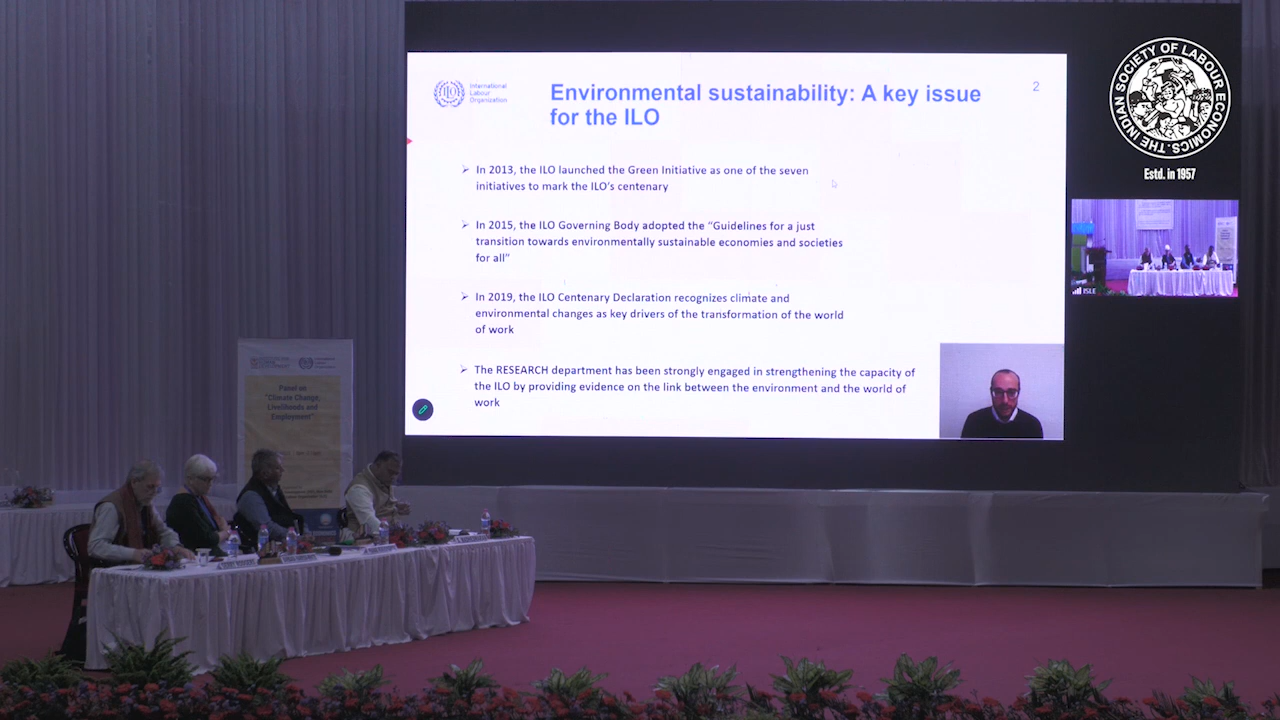 International
Labour
Organization
Environmental sustainability: A key issue
for the ILO
2
➢ In 2013, the ILO launched the Green Initiative as one of the seven
initiatives to mark the ILO's centenary
➢ In 2015, the ILO Governing Body adopted the “Guidelines for a just
transition towards environmentally sustainable economies and societies
for all”
➢ In 2019, the ILO Centenary Declaration recognizes climate and
environmental changes as key drivers of the transformation of the world
of work
➢ The RESEARCH department has been strongly engaged in strengthening the capacity of
the ILO by providing evidence on the link between the environment and the world of
work
THE INDIAN SOCIETY OF LABOUR ECONOMICS.
Estd. in 1957
ISLE
Panel on
"Climate Change,
Livelihoods and
Employment"